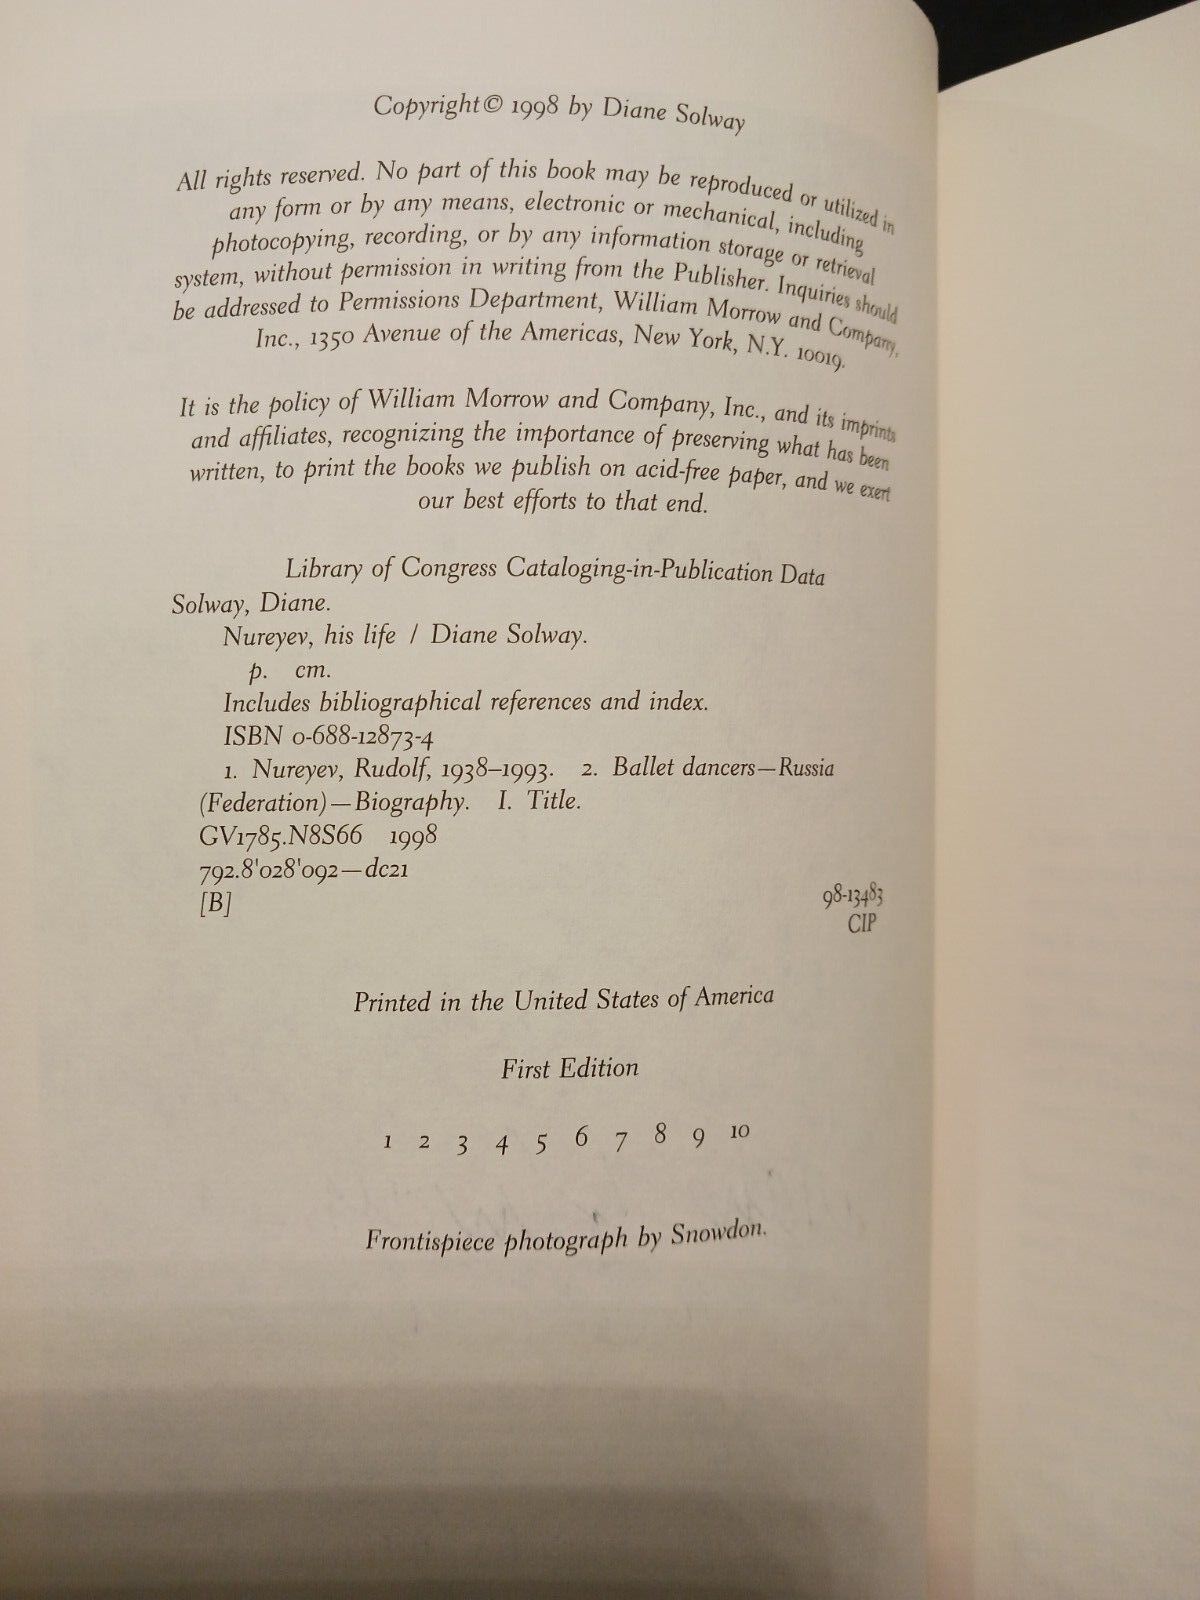 Copyright© 1998 by Diane Solway
All rights reserved. No part of this book may be reproduced or utilized in
any form or by any means, electronic or mechanical, including
photocopying, recording, or by any information storage or retrieval
system, without permission in writing from the Publisher. Inquiries should
be addressed to Permissions Department, William Morrow and Company,
Inc., 1350 Avenue of the Americas, New York, N.Y. 10019.
It is the policy of William Morrow and Company, Inc., and its imprints
and affiliates, recognizing the importance of preserving what has been
written, to print the books we publish on acid-free paper, and we exert
our best efforts to that end.
Library of Congress Cataloging-in-Publication Data
Solway, Diane.
Nureyev, his life / Diane Solway.
p. cm.
Includes bibliographical references and index.
ISBN 0-688-12873-4
1. Nureyev, Rudolf, 1938–1993. 2. Ballet dancers—Russia
(Federation)—Biography. I. Title.
GV1785.N8S66 1998
792.8'028'092—dc21
[B] 98-13483
CIP
Printed in the United States of America
First Edition
1 2 3 4 5 6 7 8 9 10
Frontispiece photograph by Snowdon.